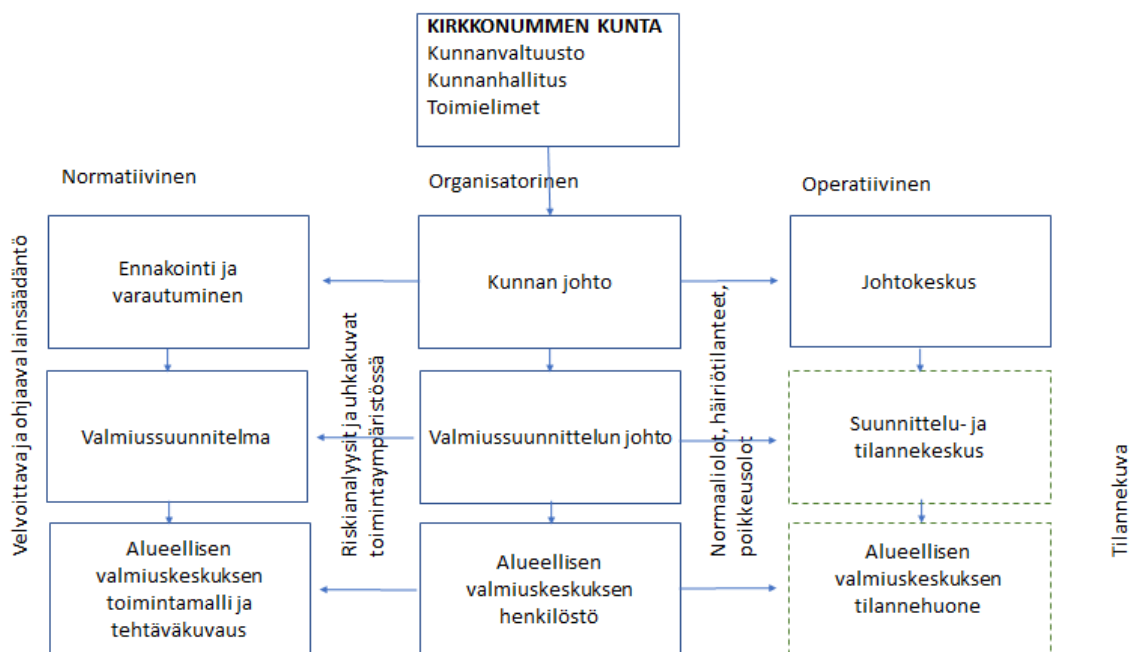 KIRKKONUMMEN KUNTA
Kunnanvaltuusto
Kunnanhallitus
Toimielimet
Normatiivinen
Organisatorinen
Operatiivinen
Velvoittava ja ohjaava lainsäädäntö
Ennakointi ja
varautuminen
Kunnan johto
Johtokeskus
Riskianalyysit ja uhkakuvat
toimintaympäristössä
Normaaliolot, häiriötilanteet,
poikkeusolot
Valmiussuunnitelma
Valmiussuunnittelun johto
Suunnittelu- ja
tilannekeskus
Tilannekuva
Alueellisen
valmiuskeskuksen
toimintamalli ja
tehtäväkuvaus
Alueellisen
valmiuskeskuksen
henkilöstö
Alueellisen
valmiuskeskuksen
tilannehuone